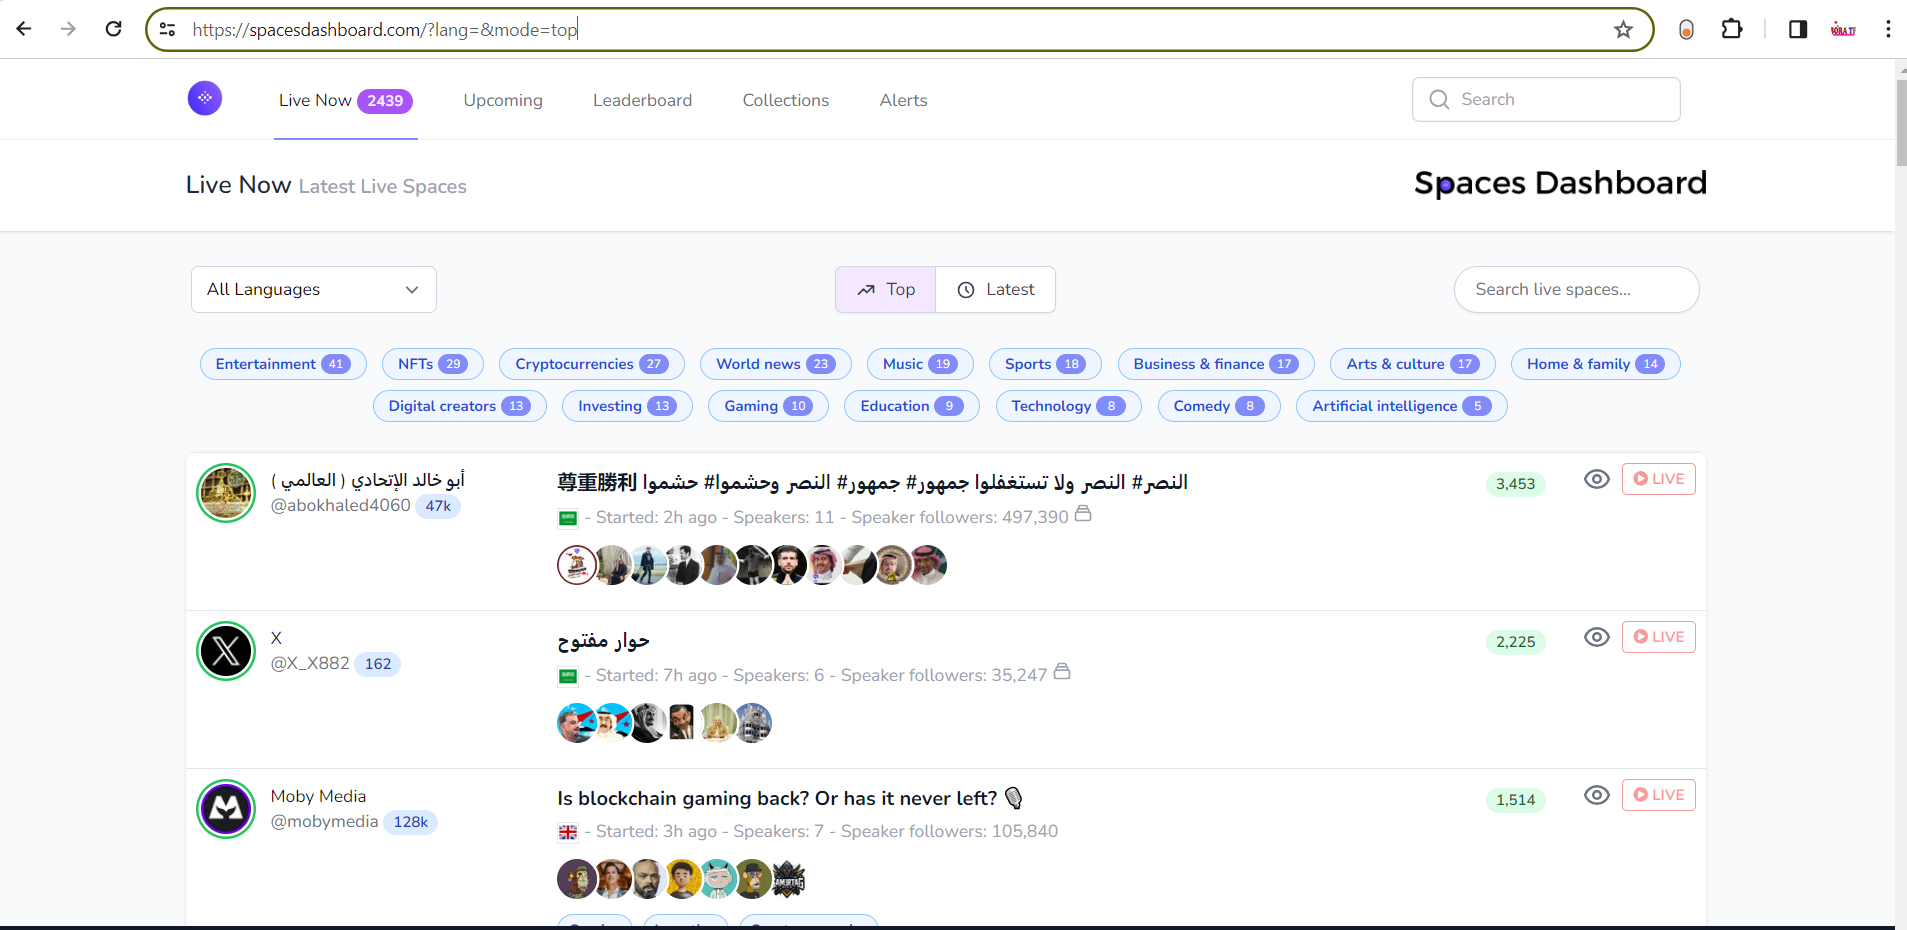 https://spacesdashboard.com/?lang=&mode=top
Live Now 2439 Upcoming Leaderboard Collections Alerts Search
Live Now Latest Live Spaces Spaces Dashboard
All Languages Top Latest Search live spaces...
Entertainment 41 NFTs 29 Cryptocurrencies 27 World news 23 Music 19 Sports 18 Business & finance 17 Arts & culture 17 Home & family 14
Digital creators 13 Investing 13 Gaming 10 Education 9 Technology 8 Comedy 8 Artificial intelligence 5
أبو خالد الإتحادي ( العالمي )
@abokhaled4060 47k
尊重勝利 النصر# النصر ولا تستغفلوا جمهور# جمهور# النصر وحشموا# حشموا
3,453 LIVE
- Started: 2h ago - Speakers: 11 - Speaker followers: 497,390
X
@X_X882 162
حوار مفتوح
2,225 LIVE
- Started: 7h ago - Speakers: 6 - Speaker followers: 35,247
Moby Media
@mobymedia 128k
Is blockchain gaming back? Or has it never left? 🎙
1,514 LIVE
- Started: 3h ago - Speakers: 7 - Speaker followers: 105,840